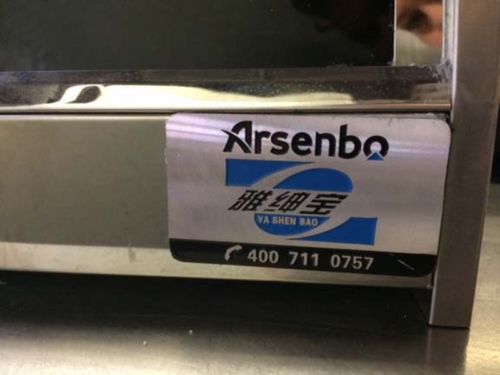 Arsenbo
雅绅宝
YA SHEN BAO
400 711 0757